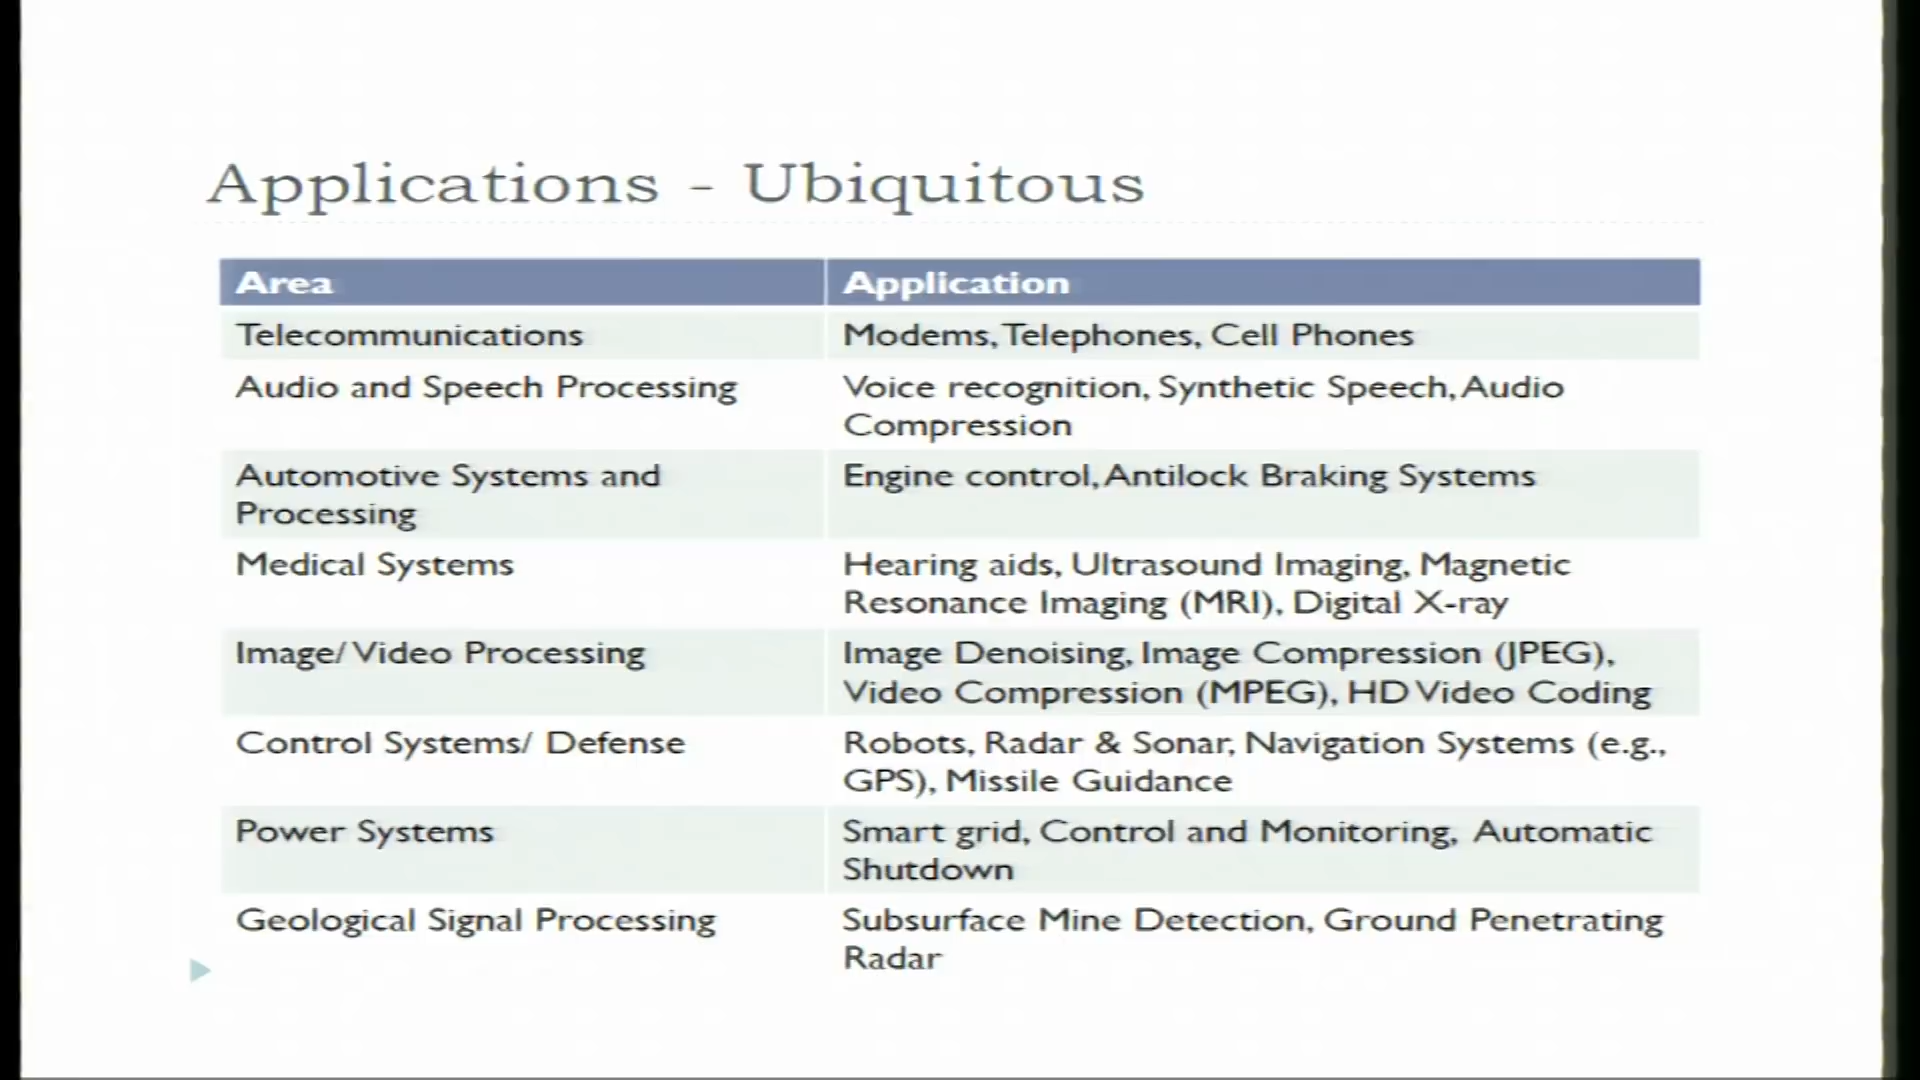 Applications - Ubiquitous
Area
Application
Telecommunications
Modems, Telephones, Cell Phones
Audio and Speech Processing
Voice recognition, Synthetic Speech, Audio
Compression
Automotive Systems and
Processing
Engine control, Antilock Braking Systems
Medical Systems
Hearing aids, Ultrasound Imaging, Magnetic
Resonance Imaging (MRI), Digital X-ray
Image/ Video Processing
Image Denoising, Image Compression (JPEG),
Video Compression (MPEG), HD Video Coding
Control Systems/ Defense
Robots, Radar & Sonar, Navigation Systems (e.g.,
GPS), Missile Guidance
Power Systems
Smart grid, Control and Monitoring, Automatic
Shutdown
Geological Signal Processing
Subsurface Mine Detection, Ground Penetrating
Radar